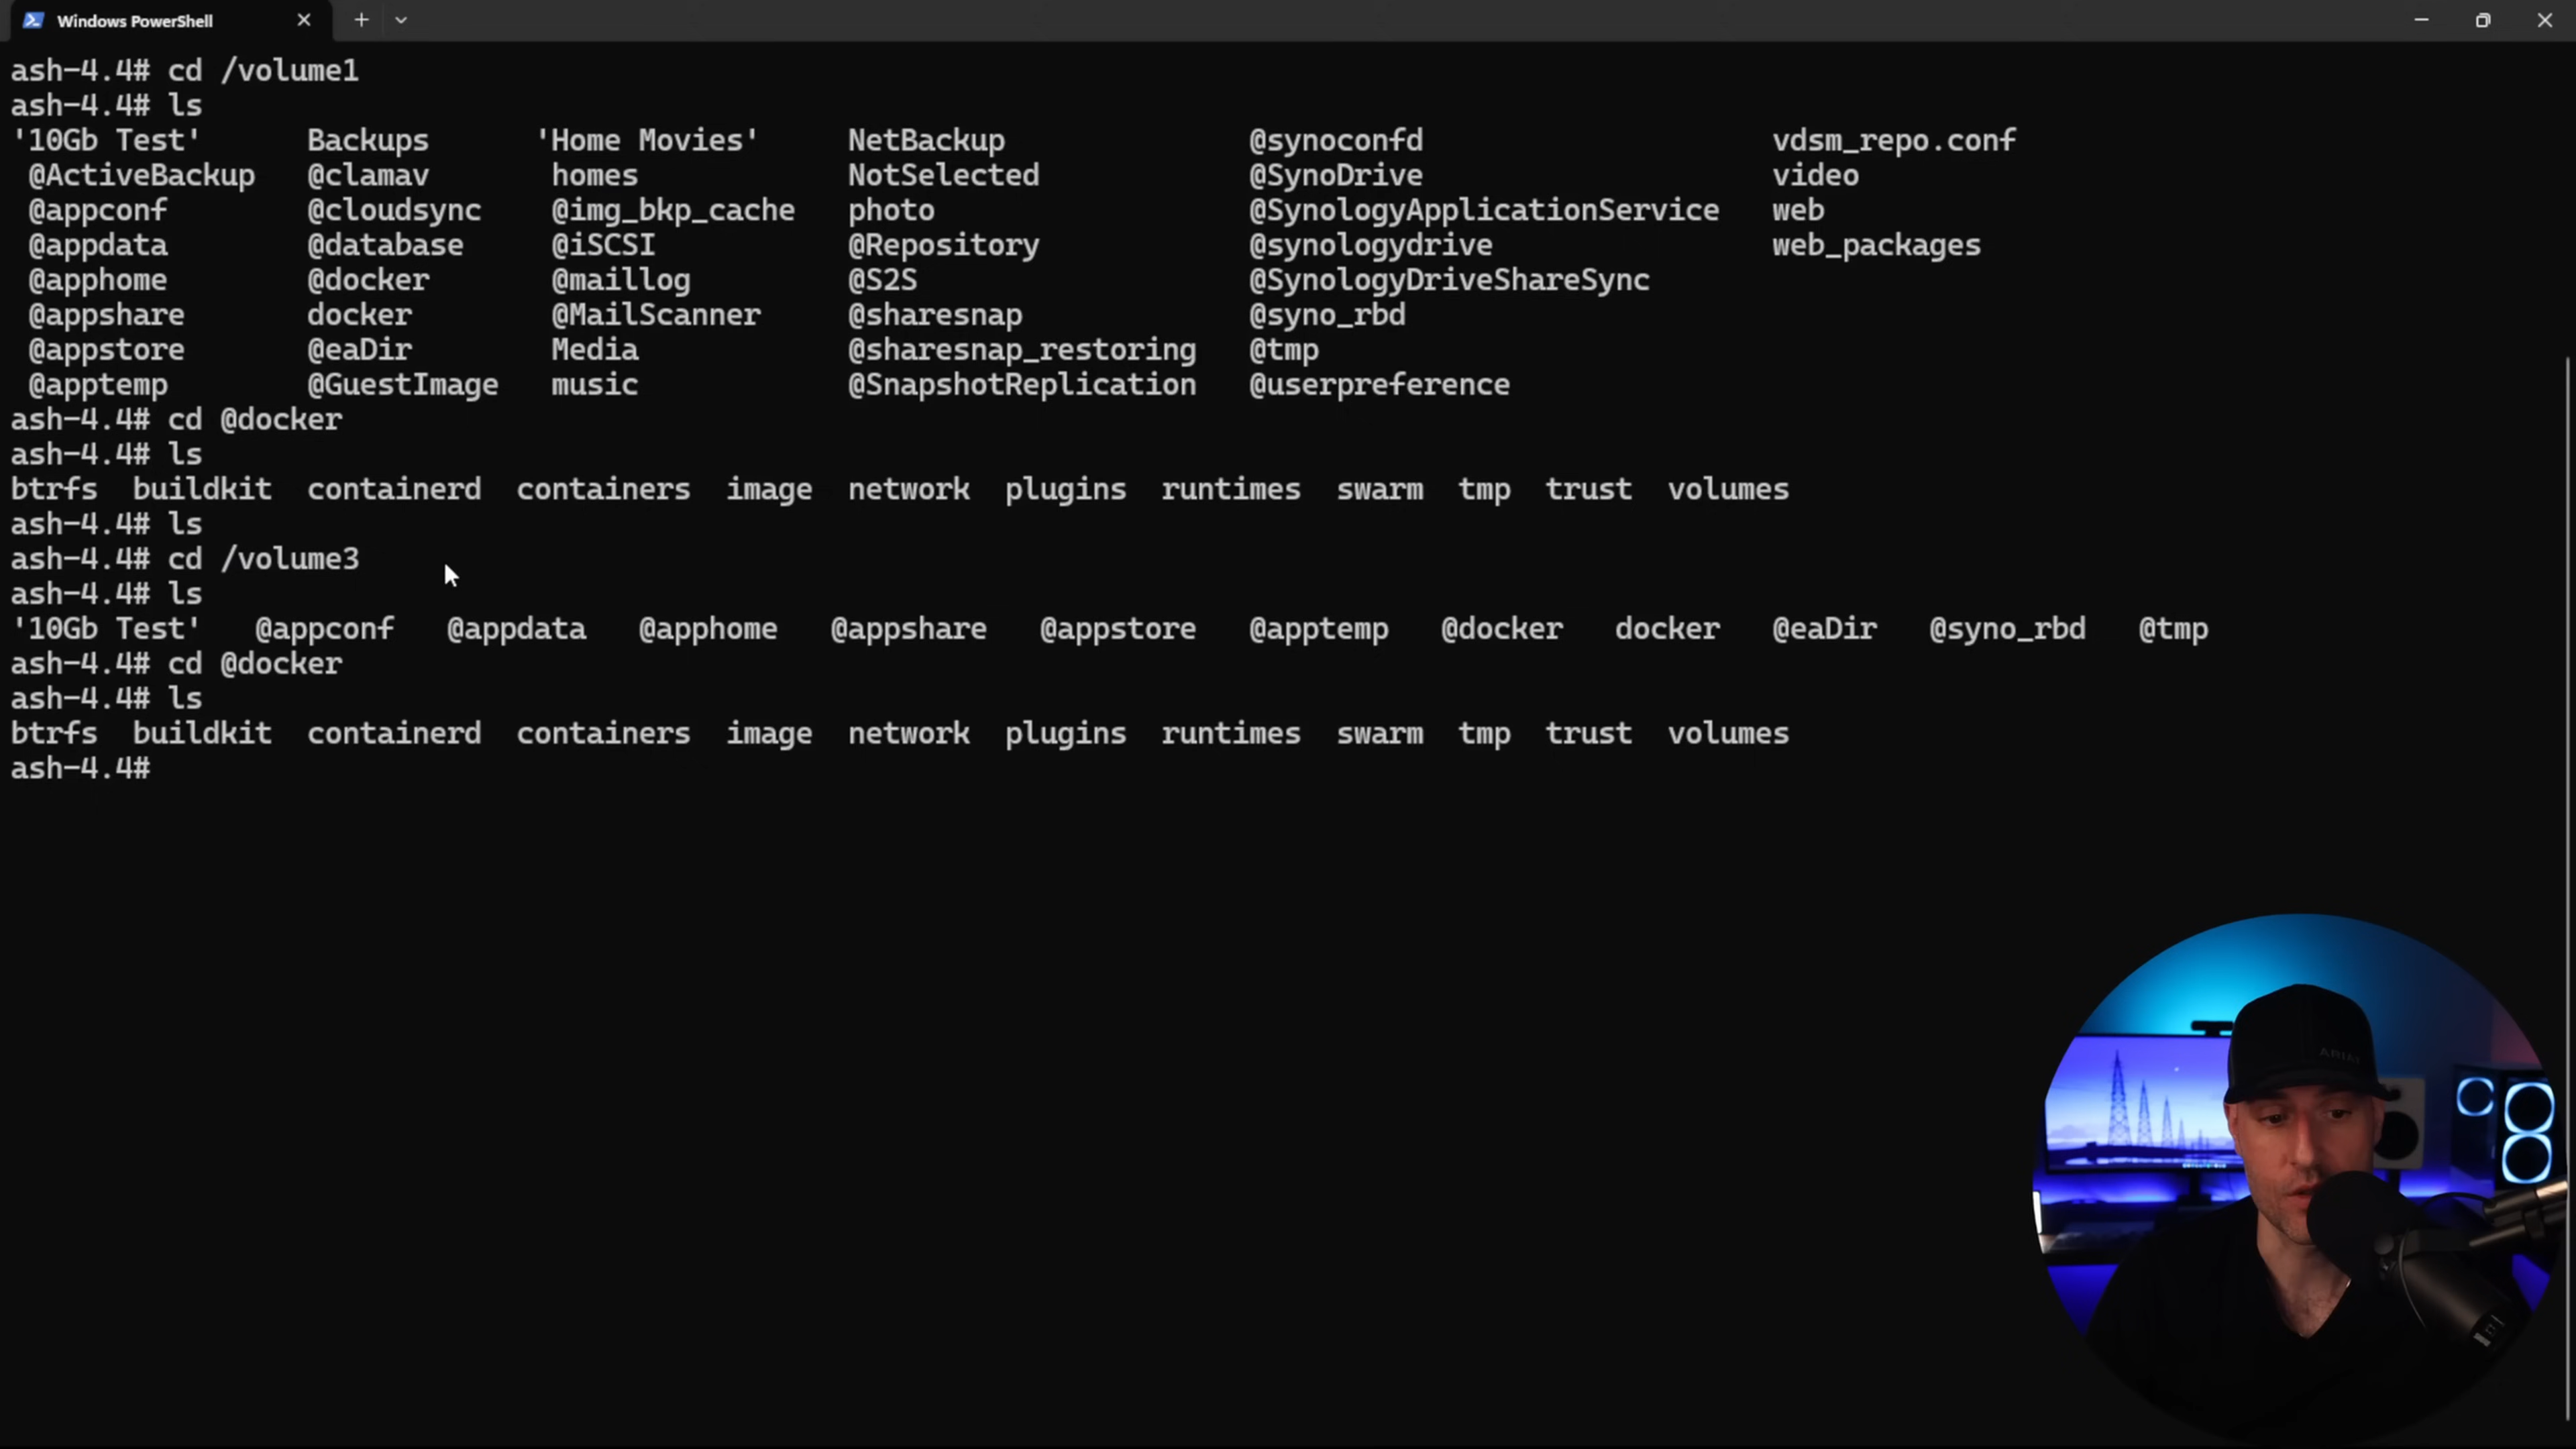 Windows PowerShell
ash-4.4# cd /volume1
ash-4.4# ls
'10Gb Test' Backups 'Home Movies' NetBackup @synoconfd vdsm_repo.conf
@ActiveBackup @clamav homes NotSelected @SynoDrive video
@appconf @cloudsync @img_bkp_cache photo @SynologyApplicationService web
@appdata @database @iSCSI @Repository @synologydrive web_packages
@apphome @docker @maillog @S2S @SynologyDriveShareSync
@appshare docker @MailScanner @sharesnap @syno_rbd
@appstore @eaDir Media @sharesnap_restoring @tmp
@apptemp @GuestImage music @SnapshotReplication @userpreference
ash-4.4# cd @docker
ash-4.4# ls
btrfs buildkit containerd containers image network plugins runtimes swarm tmp trust volumes
ash-4.4# ls
ash-4.4# cd /volume3
ash-4.4# ls
'10Gb Test' @appconf @appdata @apphome @appshare @appstore @apptemp @docker docker @eaDir @syno_rbd @tmp
ash-4.4# cd @docker
ash-4.4# ls
btrfs buildkit containerd containers image network plugins runtimes swarm tmp trust volumes
ash-4.4#